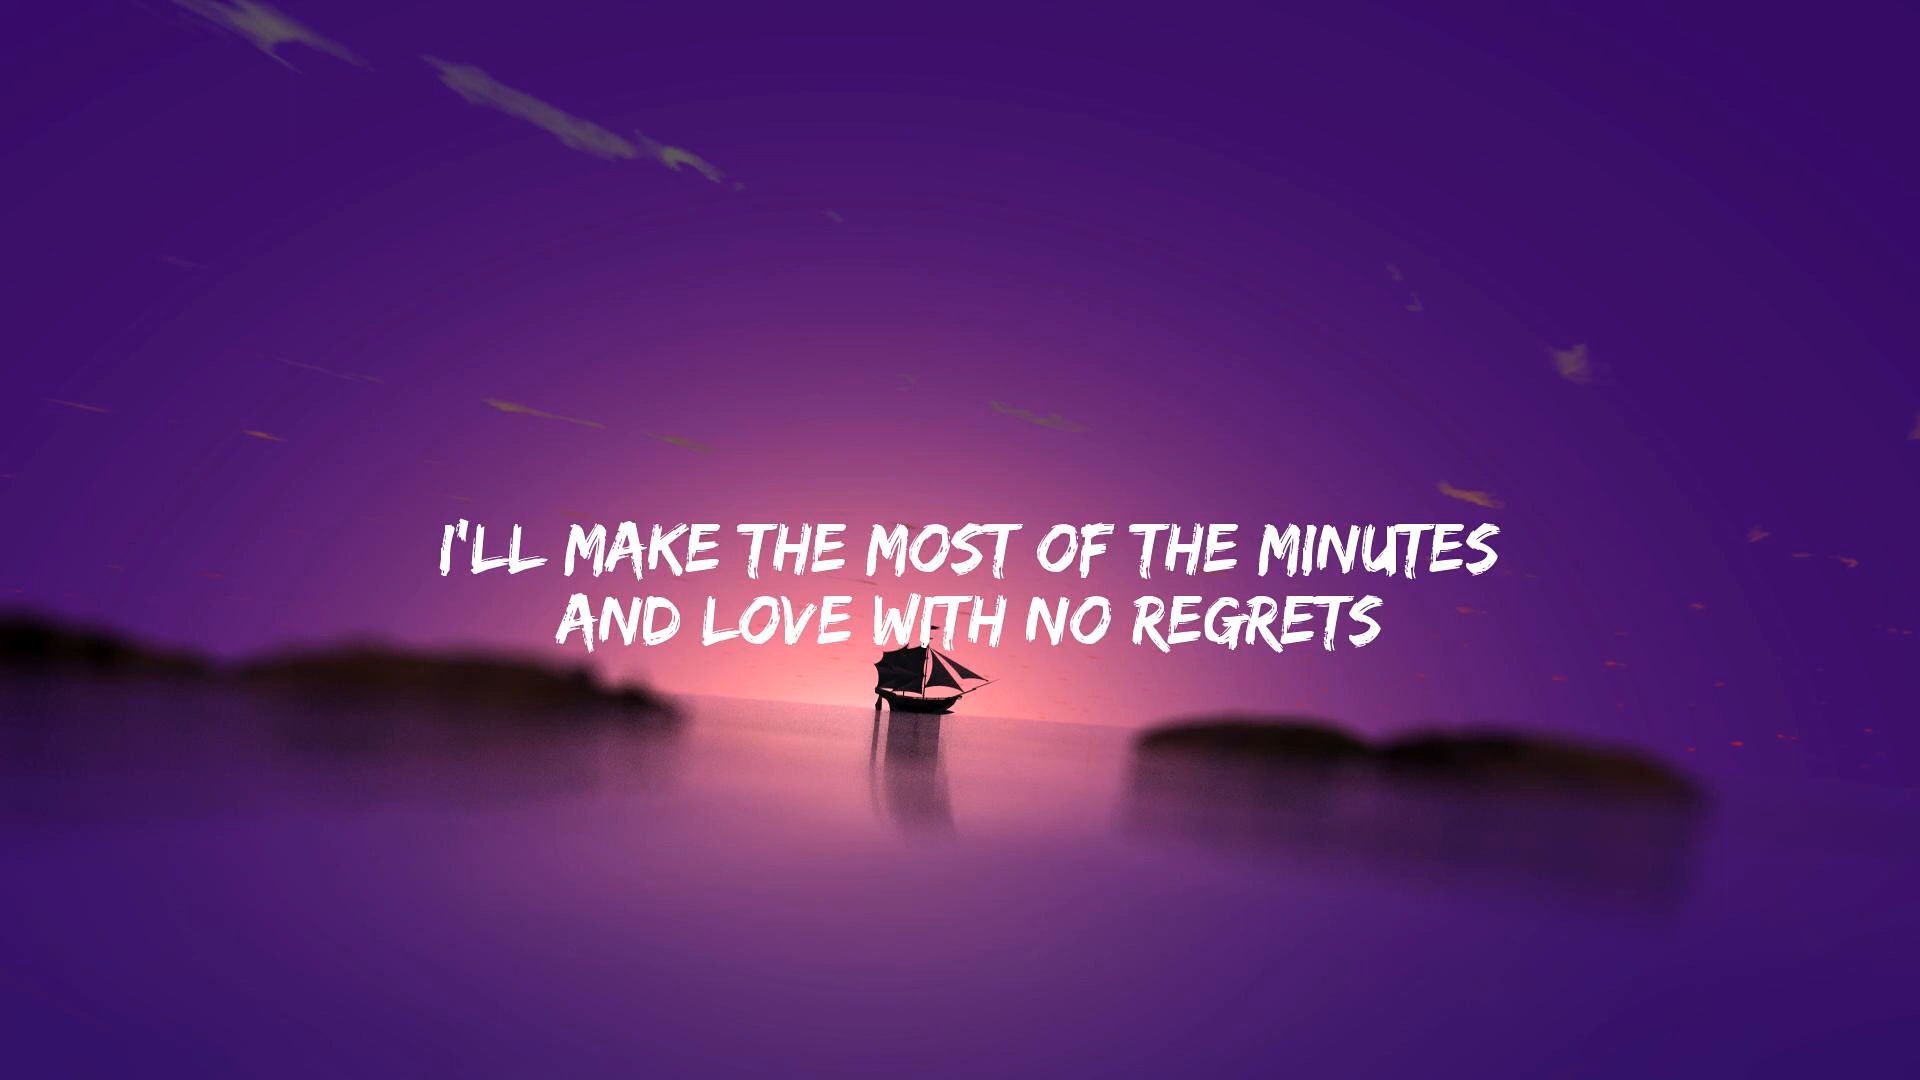 I'LL MAKE THE MOST OF THE MINUTES
AND LOVE WITH NO REGRETS